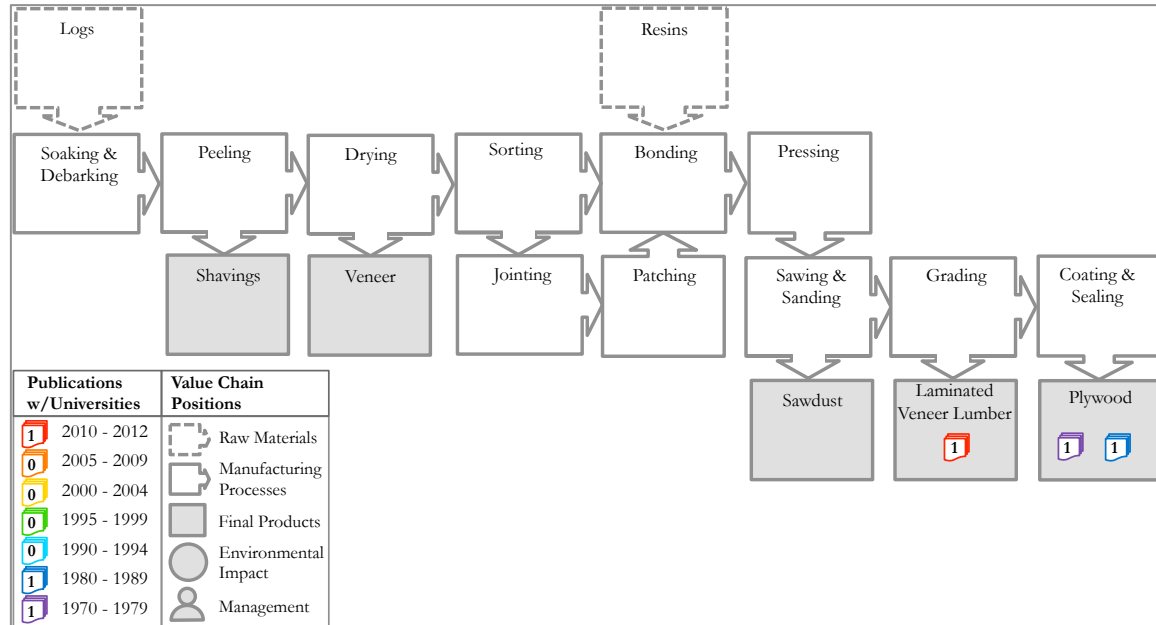 Logs
Resins
Soaking &
Debarking
Peeling
Drying
Sorting
Bonding
Pressing
Shavings
Veneer
Jointing
Patching
Sawing &
Sanding
Grading
Coating &
Sealing
Sawdust
Laminated
Veneer Lumber
1
Plywood
1 1
Publications
w/Universities
1 2010 - 2012
0 2005 - 2009
0 2000 - 2004
0 1995 - 1999
0 1990 - 1994
1 1980 - 1989
1 1970 - 1979
Value Chain
Positions
Raw Materials
Manufacturing
Processes
Final Products
Environmental
Impact
Management